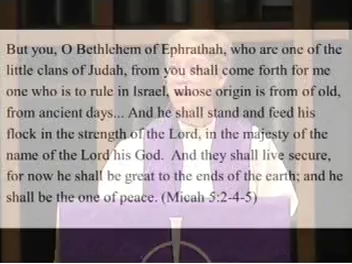 But you, O Bethlehem of Ephrathah, who are one of the
little clans of Judah, from you shall come forth for me
one who is to rule in Israel, whose origin is from of old,
from ancient days... And he shall stand and feed his
flock in the strength of the Lord, in the majesty of the
name of the Lord his God.  And they shall live secure,
for now he shall be great to the ends of the earth; and he
shall be the one of peace. (Micah 5:2-4-5)